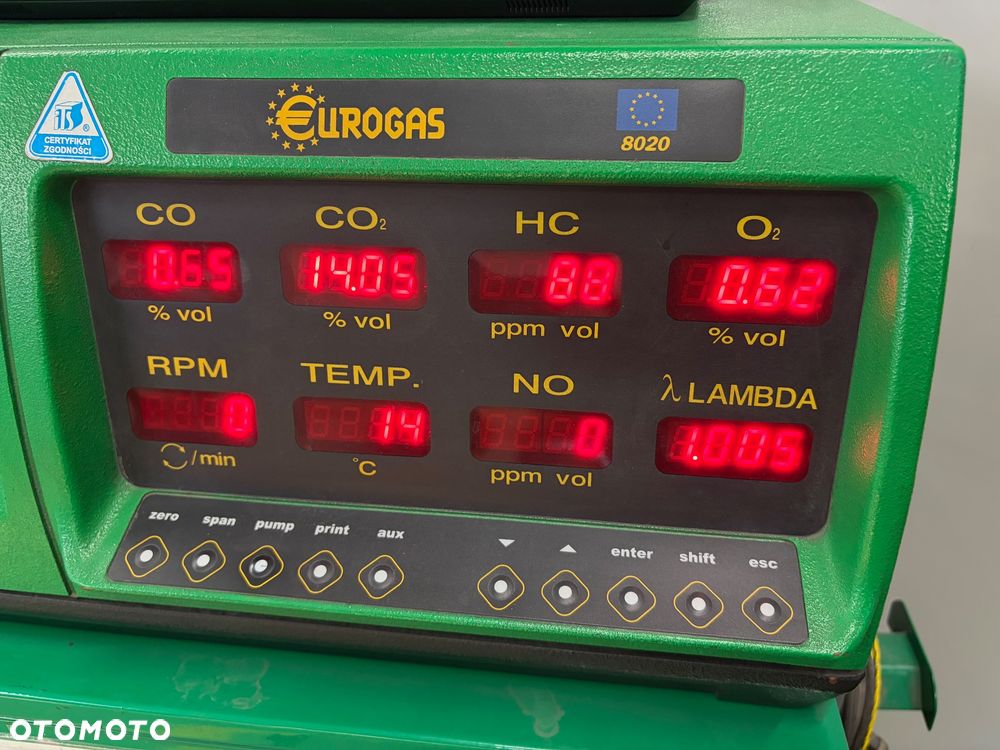 ITS ®
CERTYFIKAT
ZGODNOŚCI
€UROGAS
8020
CO CO₂ HC O₂
0.65 14.05 88 0.62
% vol % vol ppm vol % vol
RPM TEMP. NO λ LAMBDA
0 14 0 1.005
/min °C ppm vol
zero span pump print aux enter shift esc
OTOMOTO